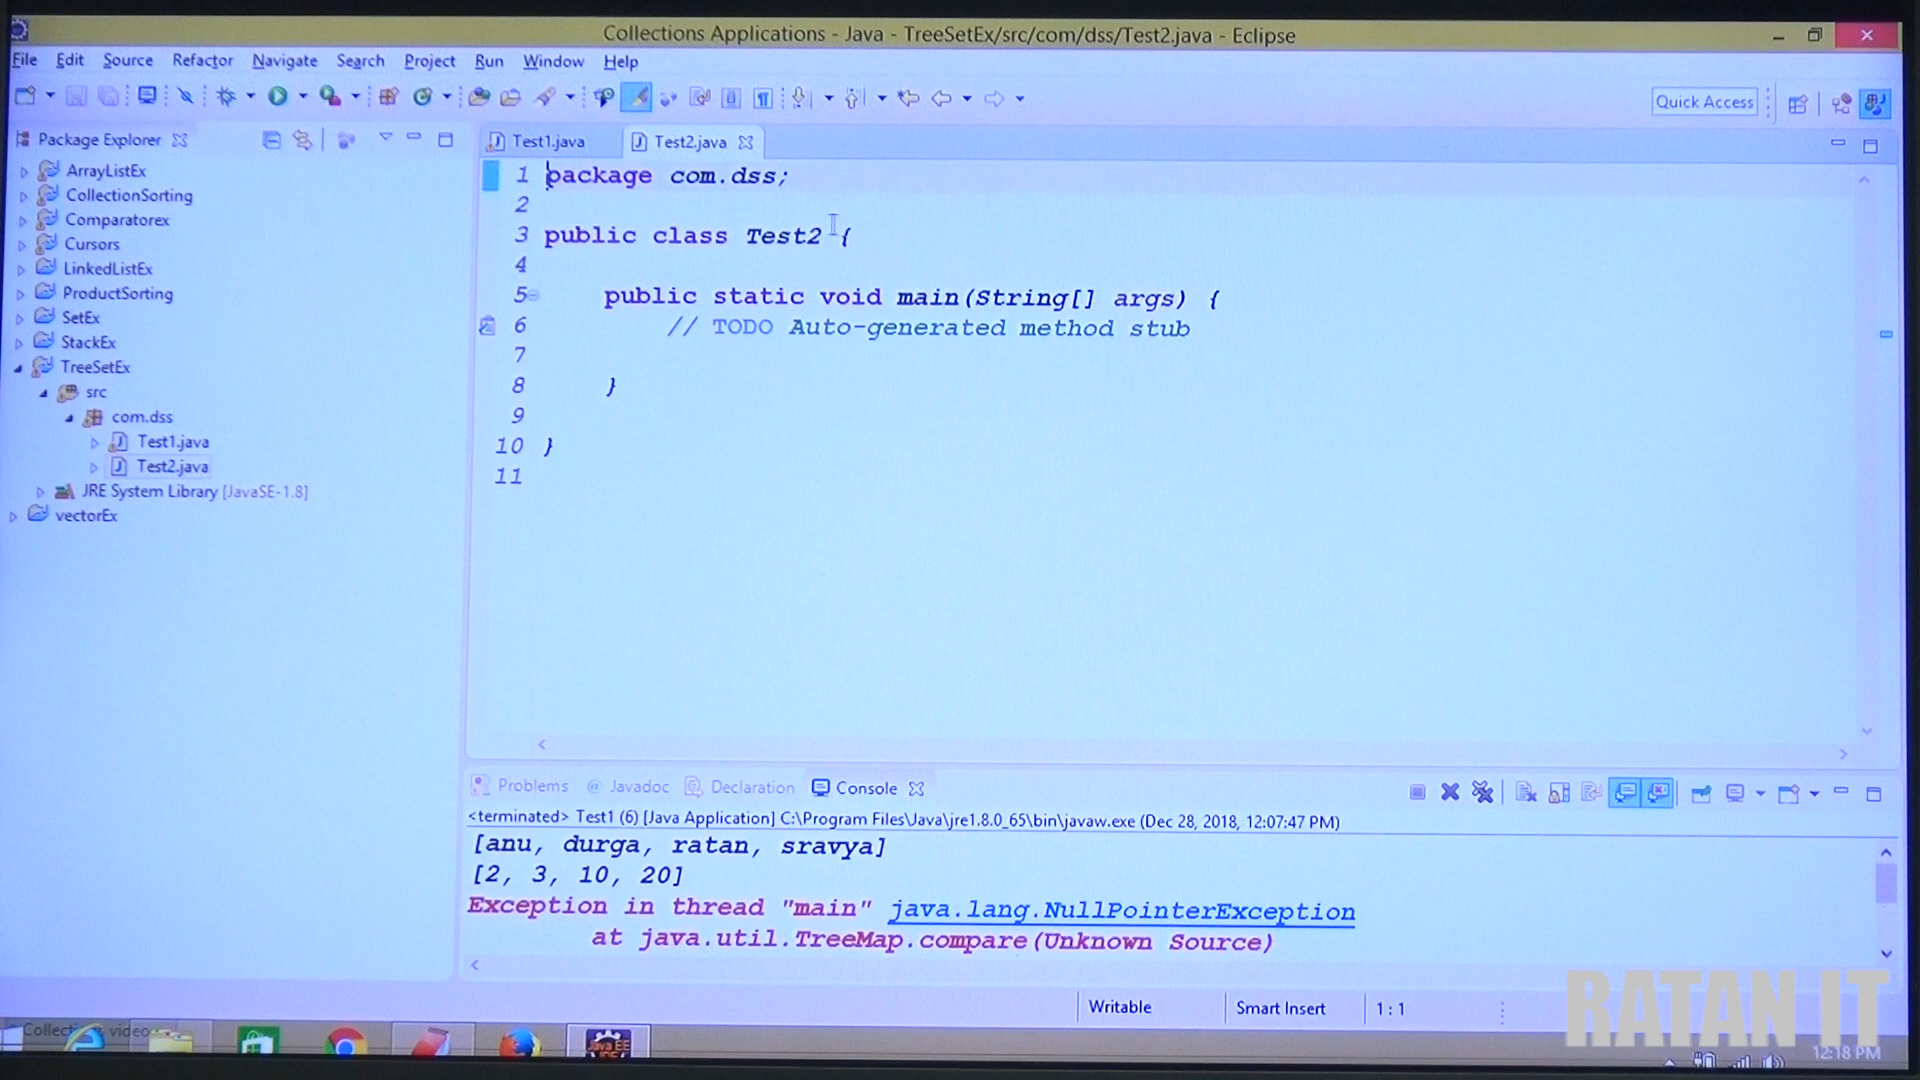 Collections Applications - Java - TreeSetEx/src/com/dss/Test2.java - Eclipse
File Edit Source Refactor Navigate Search Project Run Window Help
Quick Access
Package Explorer
ArrayListEx
CollectionSorting
Comparatorex
Cursors
LinkedListEx
ProductSorting
SetEx
StackEx
TreeSetEx
src
com.dss
Test1.java
Test2.java
JRE System Library [JavaSE-1.8]
vectorEx
Test1.java Test2.java
1 package com.dss;
2
3 public class Test2 {
4
5 public static void main(String[] args) {
6 // TODO Auto-generated method stub
7
8 }
9
10 }
11
Problems @ Javadoc Declaration Console
<terminated> Test1 (6) [Java Application] C:\Program Files\Java\jre1.8.0_65\bin\javaw.exe (Dec 28, 2018, 12:07:47 PM)
[anu, durga, ratan, sravya]
[2, 3, 10, 20]
Exception in thread "main" java.lang.NullPointerException
at java.util.TreeMap.compare(Unknown Source)
Writable Smart Insert 1 : 1
RATAN IT
video
Java EE
IDE
12:18 PM